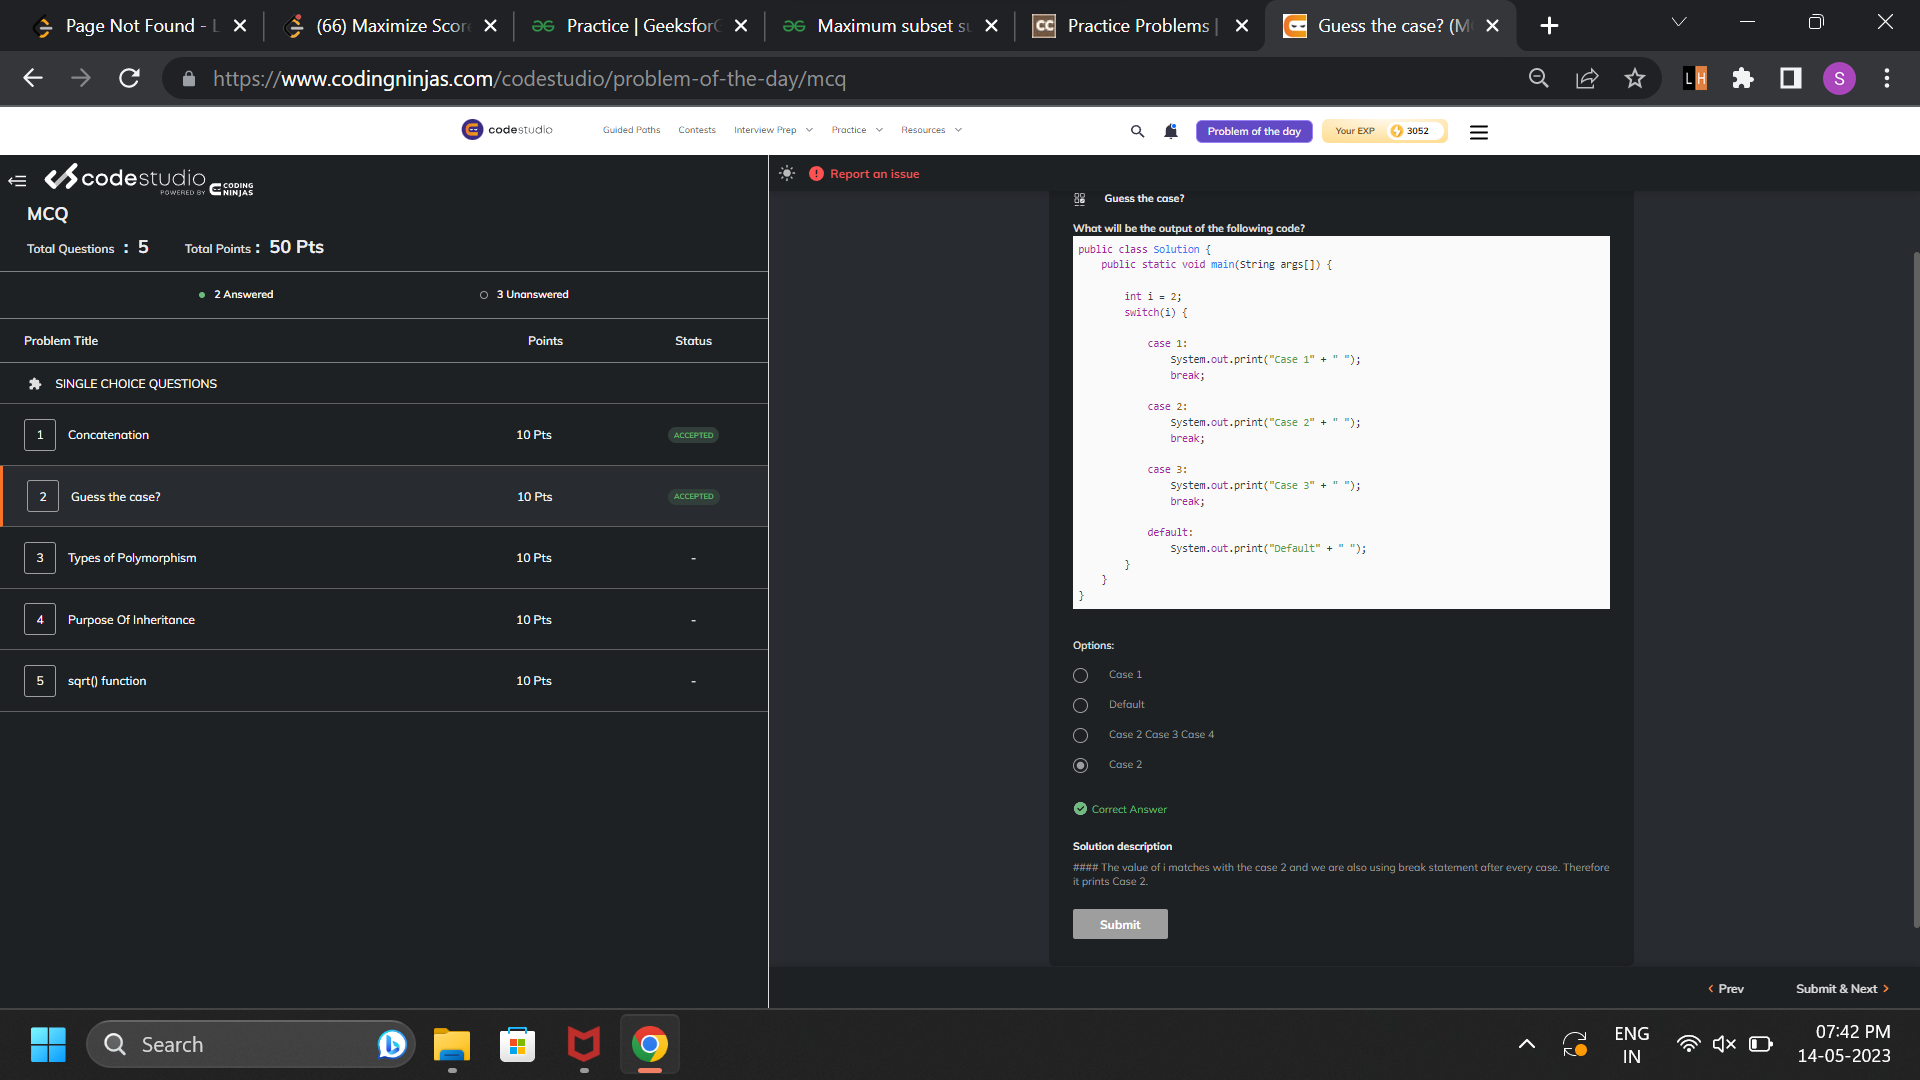 Page Not Found - L
(66) Maximize Score
Practice | GeeksforG
Maximum subset su
CC Practice Problems |
Guess the case? (M
https://www.codingninjas.com/codestudio/problem-of-the-day/mcq
LH
S
codestudio
Guided Paths
Contests
Interview Prep
Practice
Resources
Problem of the day
Your EXP 3052
codestudio
POWERED BY CODING NINJAS
MCQ
Total Questions : 5 Total Points : 50 Pts
2 Answered 3 Unanswered
Problem Title Points Status
SINGLE CHOICE QUESTIONS
1 Concatenation 10 Pts ACCEPTED
2 Guess the case? 10 Pts ACCEPTED
3 Types of Polymorphism 10 Pts -
4 Purpose Of Inheritance 10 Pts -
5 sqrt() function 10 Pts -
Report an issue
Guess the case?
What will be the output of the following code?
public class Solution {
public static void main(String args[]) {
int i = 2;
switch(i) {
case 1:
System.out.print("Case 1" + " ");
break;
case 2:
System.out.print("Case 2" + " ");
break;
case 3:
System.out.print("Case 3" + " ");
break;
default:
System.out.print("Default" + " ");
}
}
}
Options:
Case 1
Default
Case 2 Case 3 Case 4
Case 2
Correct Answer
Solution description
#### The value of i matches with the case 2 and we are also using break statement after every case. Therefore
it prints Case 2.
Submit
Prev Submit & Next
Search
ENG
IN
07:42 PM
14-05-2023